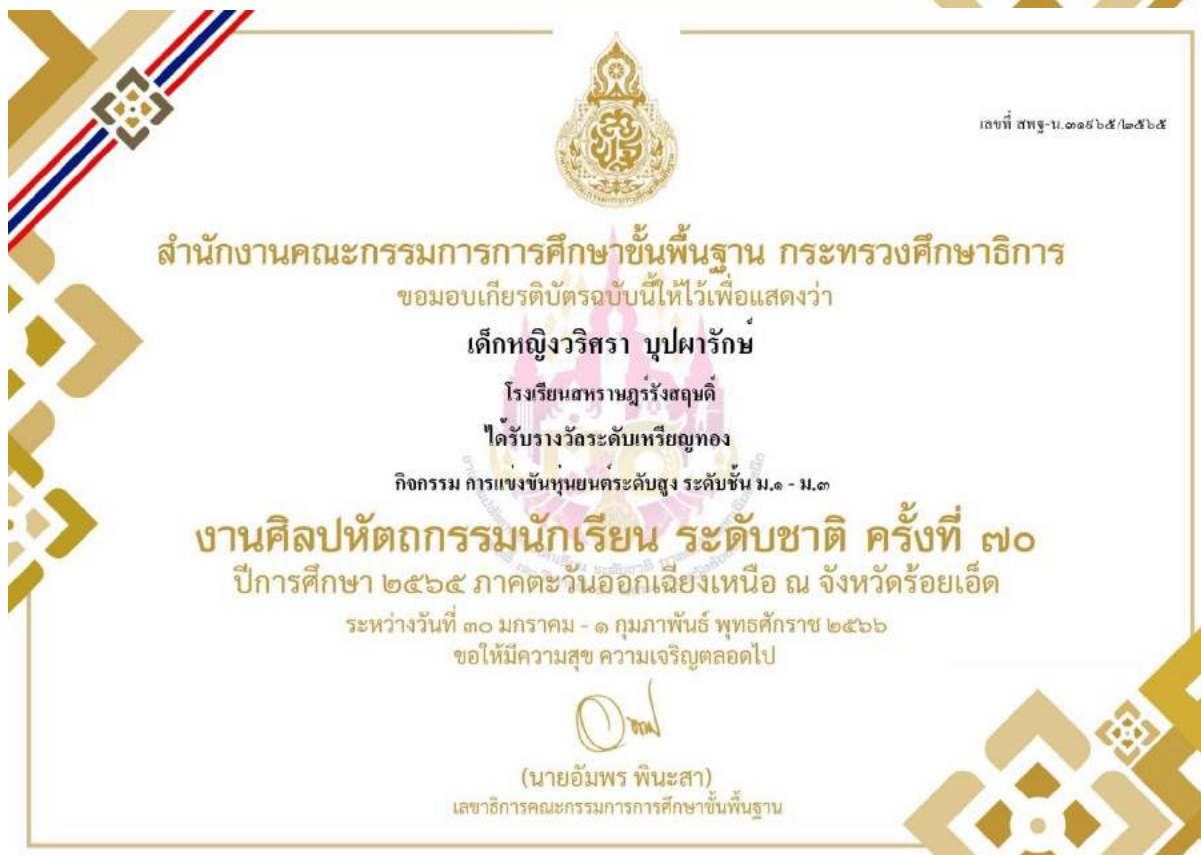 เลขที่ สพฐ-น.๓๑๙๖๕/๒๕๖๕
สำนักงานคณะกรรมการการศึกษาขั้นพื้นฐาน กระทรวงศึกษาธิการ
ขอมอบเกียรติบัตรฉบับนี้ให้ไว้เพื่อแสดงว่า
เด็กหญิงวริศรา บุปผารักษ์
โรงเรียนสหราษฎร์รังสฤษดิ์
ได้รับรางวัลระดับเหรียญทอง
กิจกรรม การแข่งขันหุ่นยนต์ระดับสูง ระดับชั้น ม.๑ - ม.๓
งานศิลปหัตถกรรมนักเรียน ระดับชาติ ครั้งที่ ๗๐
ปีการศึกษา ๒๕๖๕ ภาคตะวันออกเฉียงเหนือ ณ จังหวัดร้อยเอ็ด
ระหว่างวันที่ ๓๐ มกราคม - ๑ กุมภาพันธ์ พุทธศักราช ๒๕๖๖
ขอให้มีความสุข ความเจริญตลอดไป
(นายอัมพร พินะสา)
เลขาธิการคณะกรรมการการศึกษาขั้นพื้นฐาน